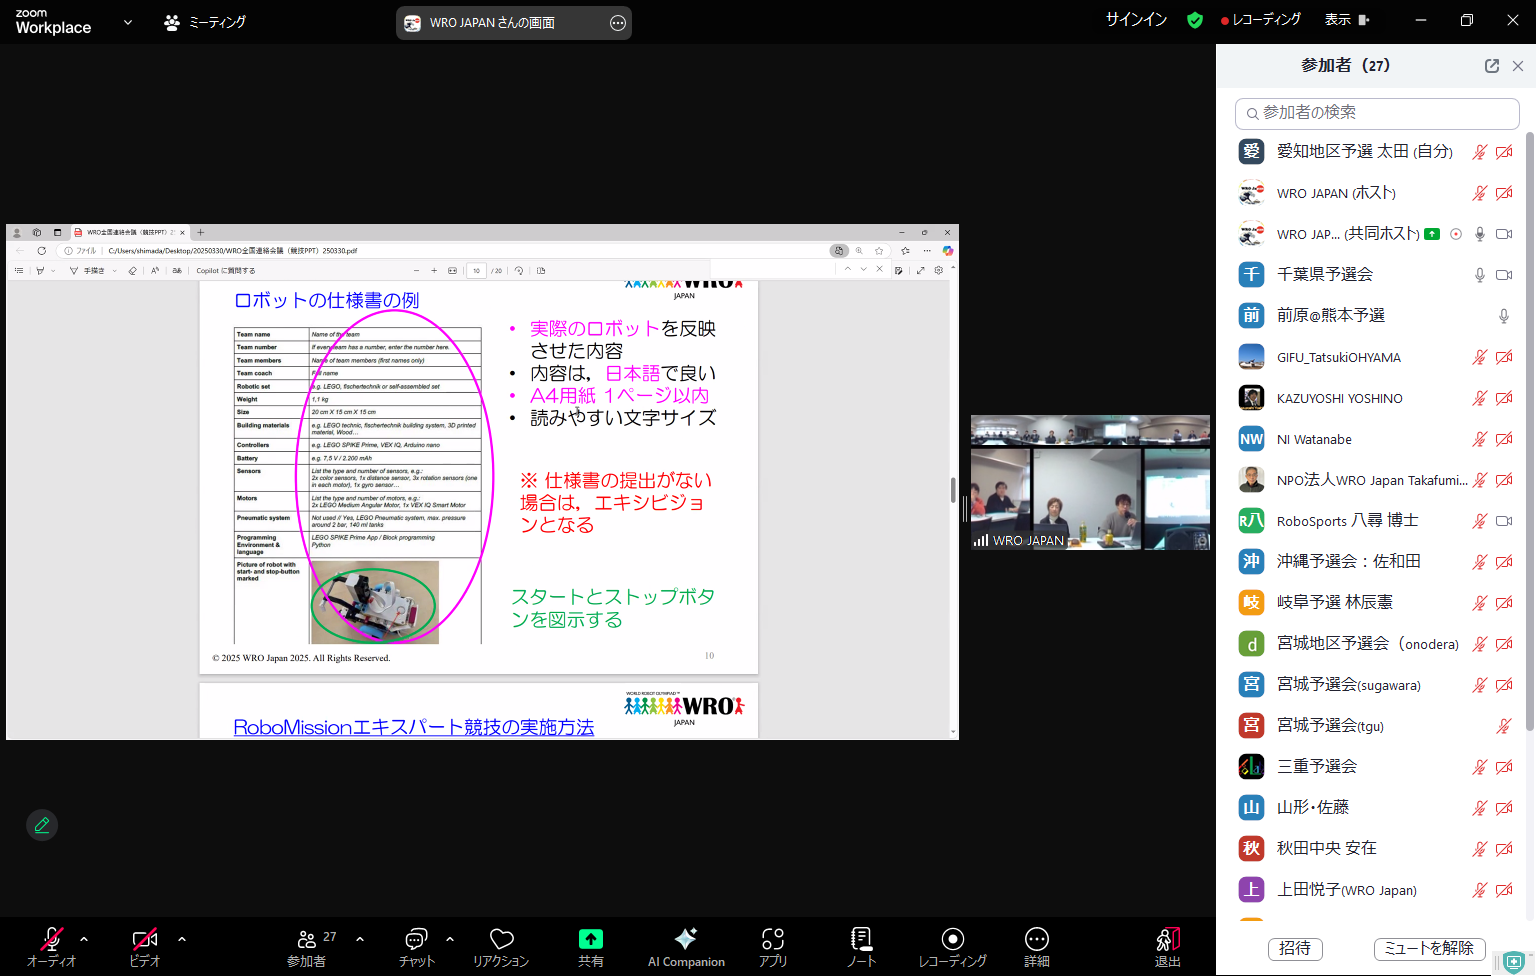 zoom
Workplace
ミーティング
WRO JAPAN さんの画面
サインイン
レコーディング
表示
WRO全国連絡会議（競技PPT）2
ファイル
C:/Users/shimada/Desktop/20250330/WRO全国連絡会議（競技PPT）250330.pdf
手描き
Copilot に質問する
10
/ 20
ロボットの仕様書の例
WRO
JAPAN
Team name
Name of the team
Team number
If every team has a number, enter the number here.
Team members
Name of team members (first names only)
Team coach
Full name
Robotic set
e.g. LEGO, fischertechnik or self-assembled set
Weight
1,1 kg
Size
20 cm X 15 cm X 15 cm
Building materials
e.g. LEGO technic, fischertechnik building system, 3D printed
material, Wood…
Controllers
e.g. LEGO SPIKE Prime, VEX IQ, Arduino nano
Battery
e.g. 7,5 V / 2.200 mAh
Sensors
List the type and number of sensors, e.g.:
2x color sensors, 1x distance sensor, 3x rotation sensors (one
in each motor), 1x gyro sensor…
Motors
List the type and number of motors, e.g.:
2x LEGO Medium Angular Motor, 1x VEX IQ Smart Motor
Pneumatic system
Not used // Yes, LEGO Pneumatic system, max. pressure
around 2 bar, 140 ml tanks
Programming
Environment &
language
LEGO SPIKE Prime App / Block programming
Python
Picture of robot with
start- and stop-button
marked
• 実際のロボットを反映
させた内容
• 内容は，日本語で良い
• A4用紙 1ページ以内
• 読みやすい文字サイズ
※ 仕様書の提出がない
場合は，エキシビジョ
ンとなる
スタートとストップボタ
ンを図示する
© 2025 WRO Japan 2025. All Rights Reserved.
10
WORLD ROBOT OLYMPIAD™
WRO
JAPAN
RoboMissionエキスパート競技の実施方法
WRO JAPAN
参加者（27）
参加者の検索
愛
愛知地区予選 太田 (自分)
WRO JAPAN (ホスト)
WRO JAP... (共同ホスト)
千
千葉県予選会
前
前原@熊本予選
GIFU_TatsukiOHYAMA
KAZUYOSHI YOSHINO
NW
NI Watanabe
NPO法人WRO Japan Takafumi...
R八
RoboSports 八尋 博士
沖
沖縄予選会：佐和田
岐
岐阜予選 林辰憲
d
宮城地区予選会（onodera)
宮
宮城予選会(sugawara)
宮
宮城予選会(tgu)
三重予選会
山
山形･佐藤
秋
秋田中央 安在
上
上田悦子(WRO Japan)
招待
ミュートを解除
オーディオ
ビデオ
27
参加者
チャット
リアクション
共有
AI Companion
アプリ
ノート
レコーディング
詳細
退出